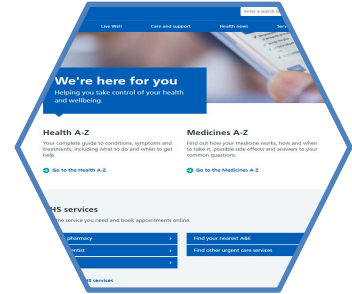 Enter a search t
Live Well Care and support Health news Serv
We're here for you
Helping you take control of your health
and wellbeing.
Health A-Z
Your complete guide to conditions, symptoms and
treatments, including what to do and when to get
help.
Go to the Health A-Z
Medicines A-Z
Find out how your medicine works, how and when
to take it, possible side effects and answers to your
common questions.
Go to the Medicines A-Z
HS services
the service you need and book appointments online.
pharmacy
entist
Find your nearest A&E
Find other urgent care services
HS services